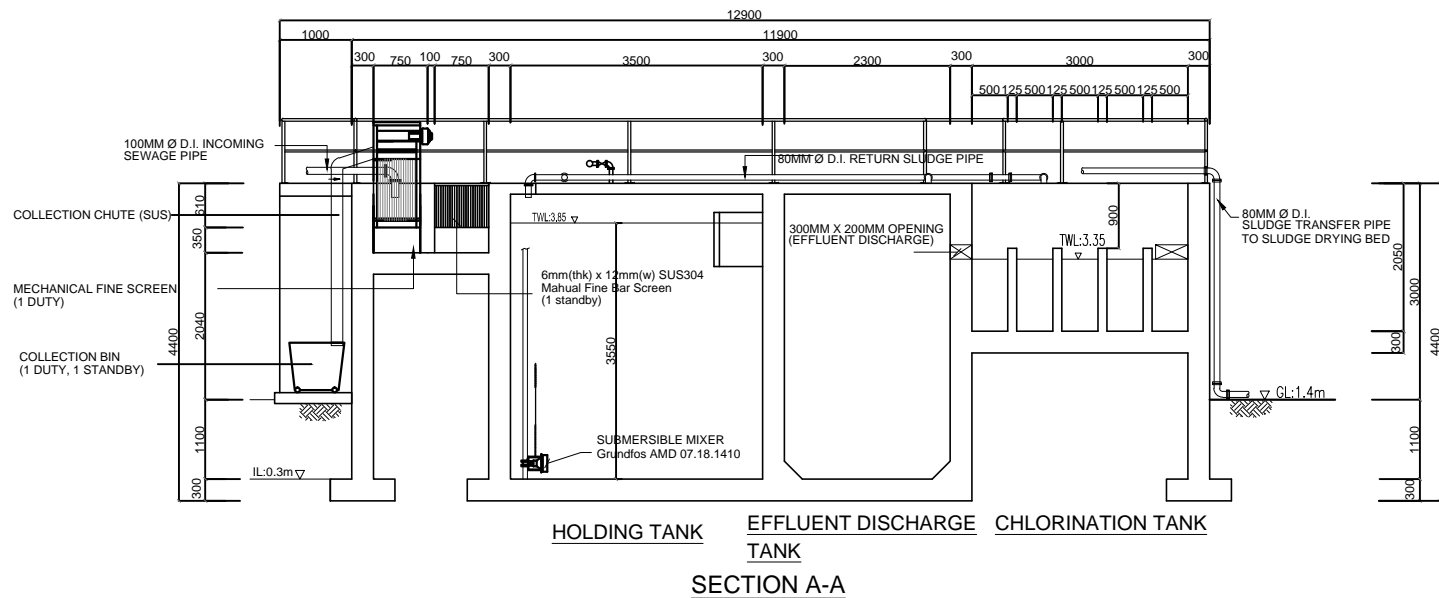 12900
1000
11900
300
750
100
750
300
3500
300
2300
300
3000
300
500
125
500
125
500
125
500
125
500
100MM Ø D.I. INCOMING
SEWAGE PIPE
80MM Ø D.I. RETURN SLUDGE PIPE
COLLECTION CHUTE (SUS)
610
350
TWL:3,85
300MM X 200MM OPENING
(EFFLUENT DISCHARGE)
900
TWL:3.35
80MM Ø D.I.
SLUDGE TRANSFER PIPE
TO SLUDGE DRYING BED
2050
3000
MECHANICAL FINE SCREEN
(1 DUTY)
6mm(thk) x 12mm(w) SUS304
Mahual Fine Bar Screen
(1 standby)
2040
4400
3550
300
4400
COLLECTION BIN
(1 DUTY, 1 STANDBY)
GL:1.4m
1100
SUBMERSIBLE MIXER
Grundfos AMD 07.18.1410
1100
IL:0.3m
300
300
HOLDING TANK
EFFLUENT DISCHARGE
TANK
CHLORINATION TANK
SECTION A-A